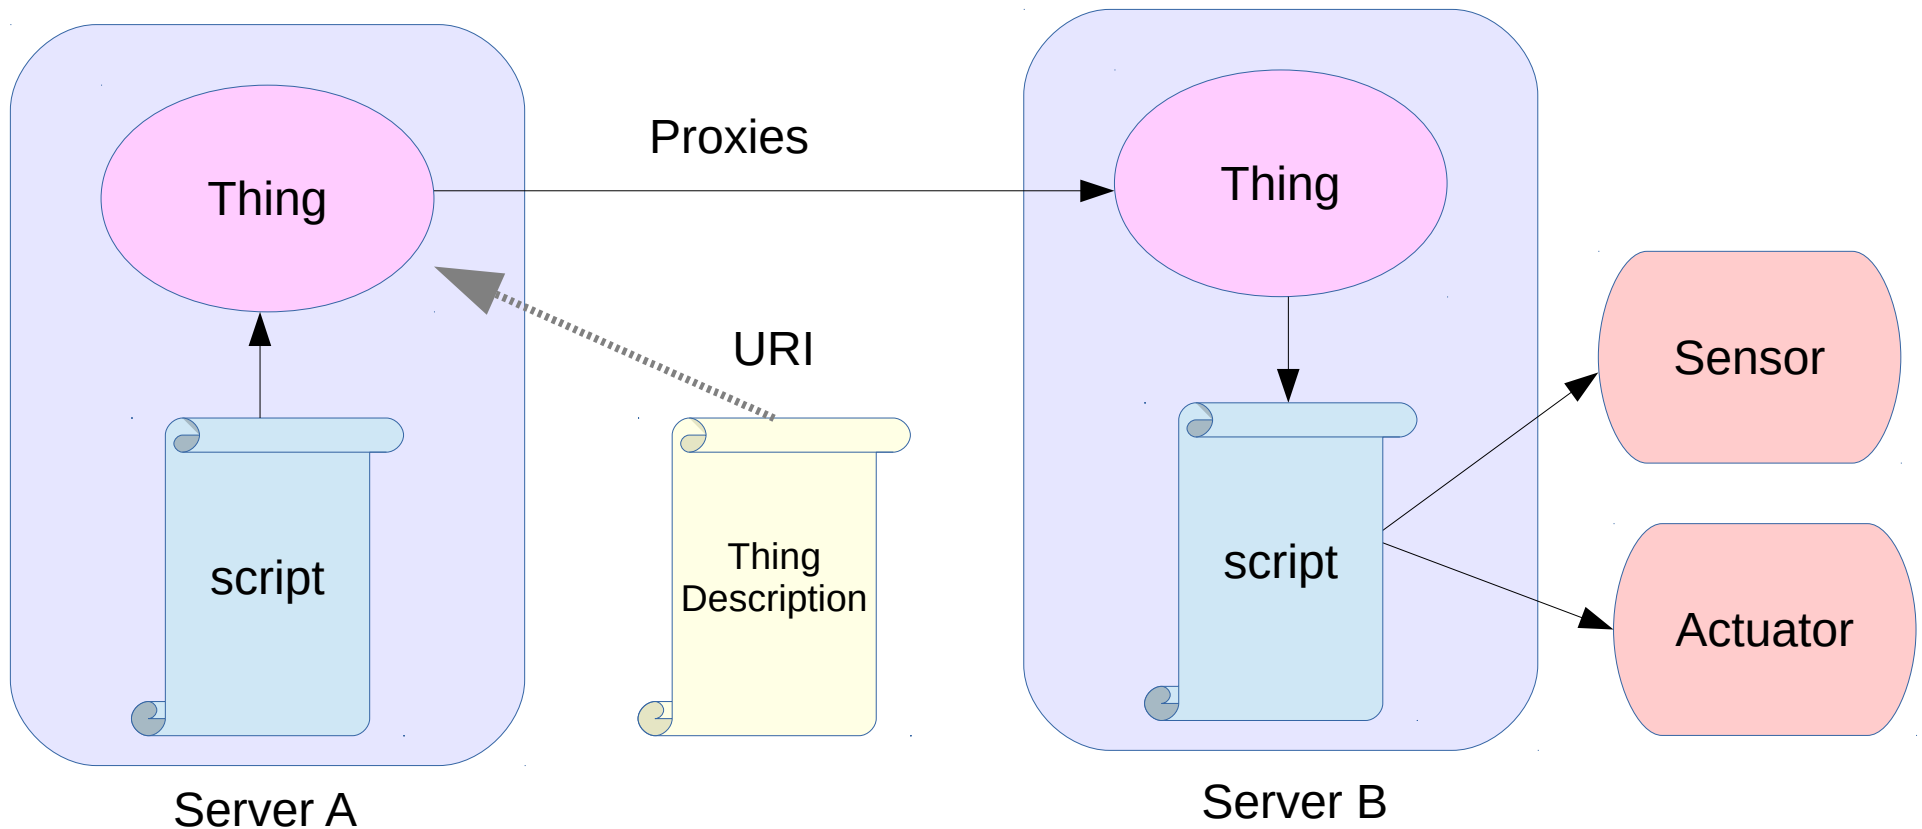 Proxies
Thing
Thing
URI
Sensor
script
Thing
Description
script
Actuator
Server A
Server B